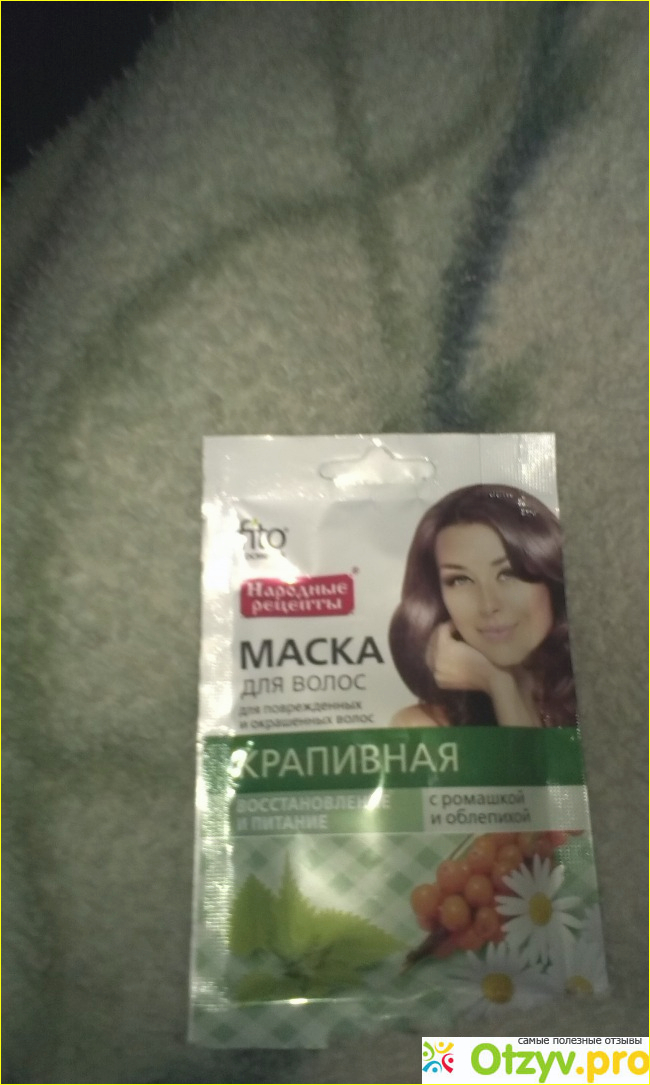 fito
Народные
рецепты
МАСКА
ДЛЯ ВОЛОС
для поврежденных
и окрашенных волос
КРАПИВНАЯ
ВОССТАНОВЛЕНИЕ
И ПИТАНИЕ
с ромашкой
и облепихой
самые полезные отзывы
Otzyv.pro